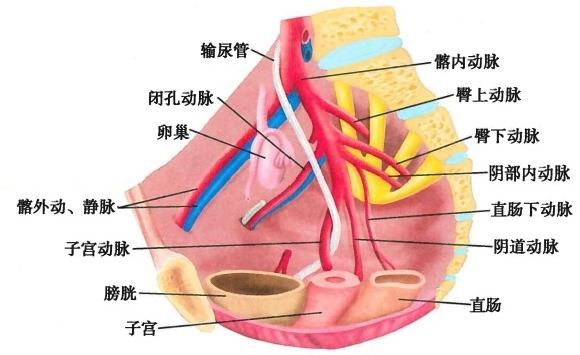 输尿管
髂内动脉
闭孔动脉
臀上动脉
卵巢
臀下动脉
阴部内动脉
髂外动、静脉
直肠下动脉
子宫动脉
阴道动脉
膀胱
直肠
子宫